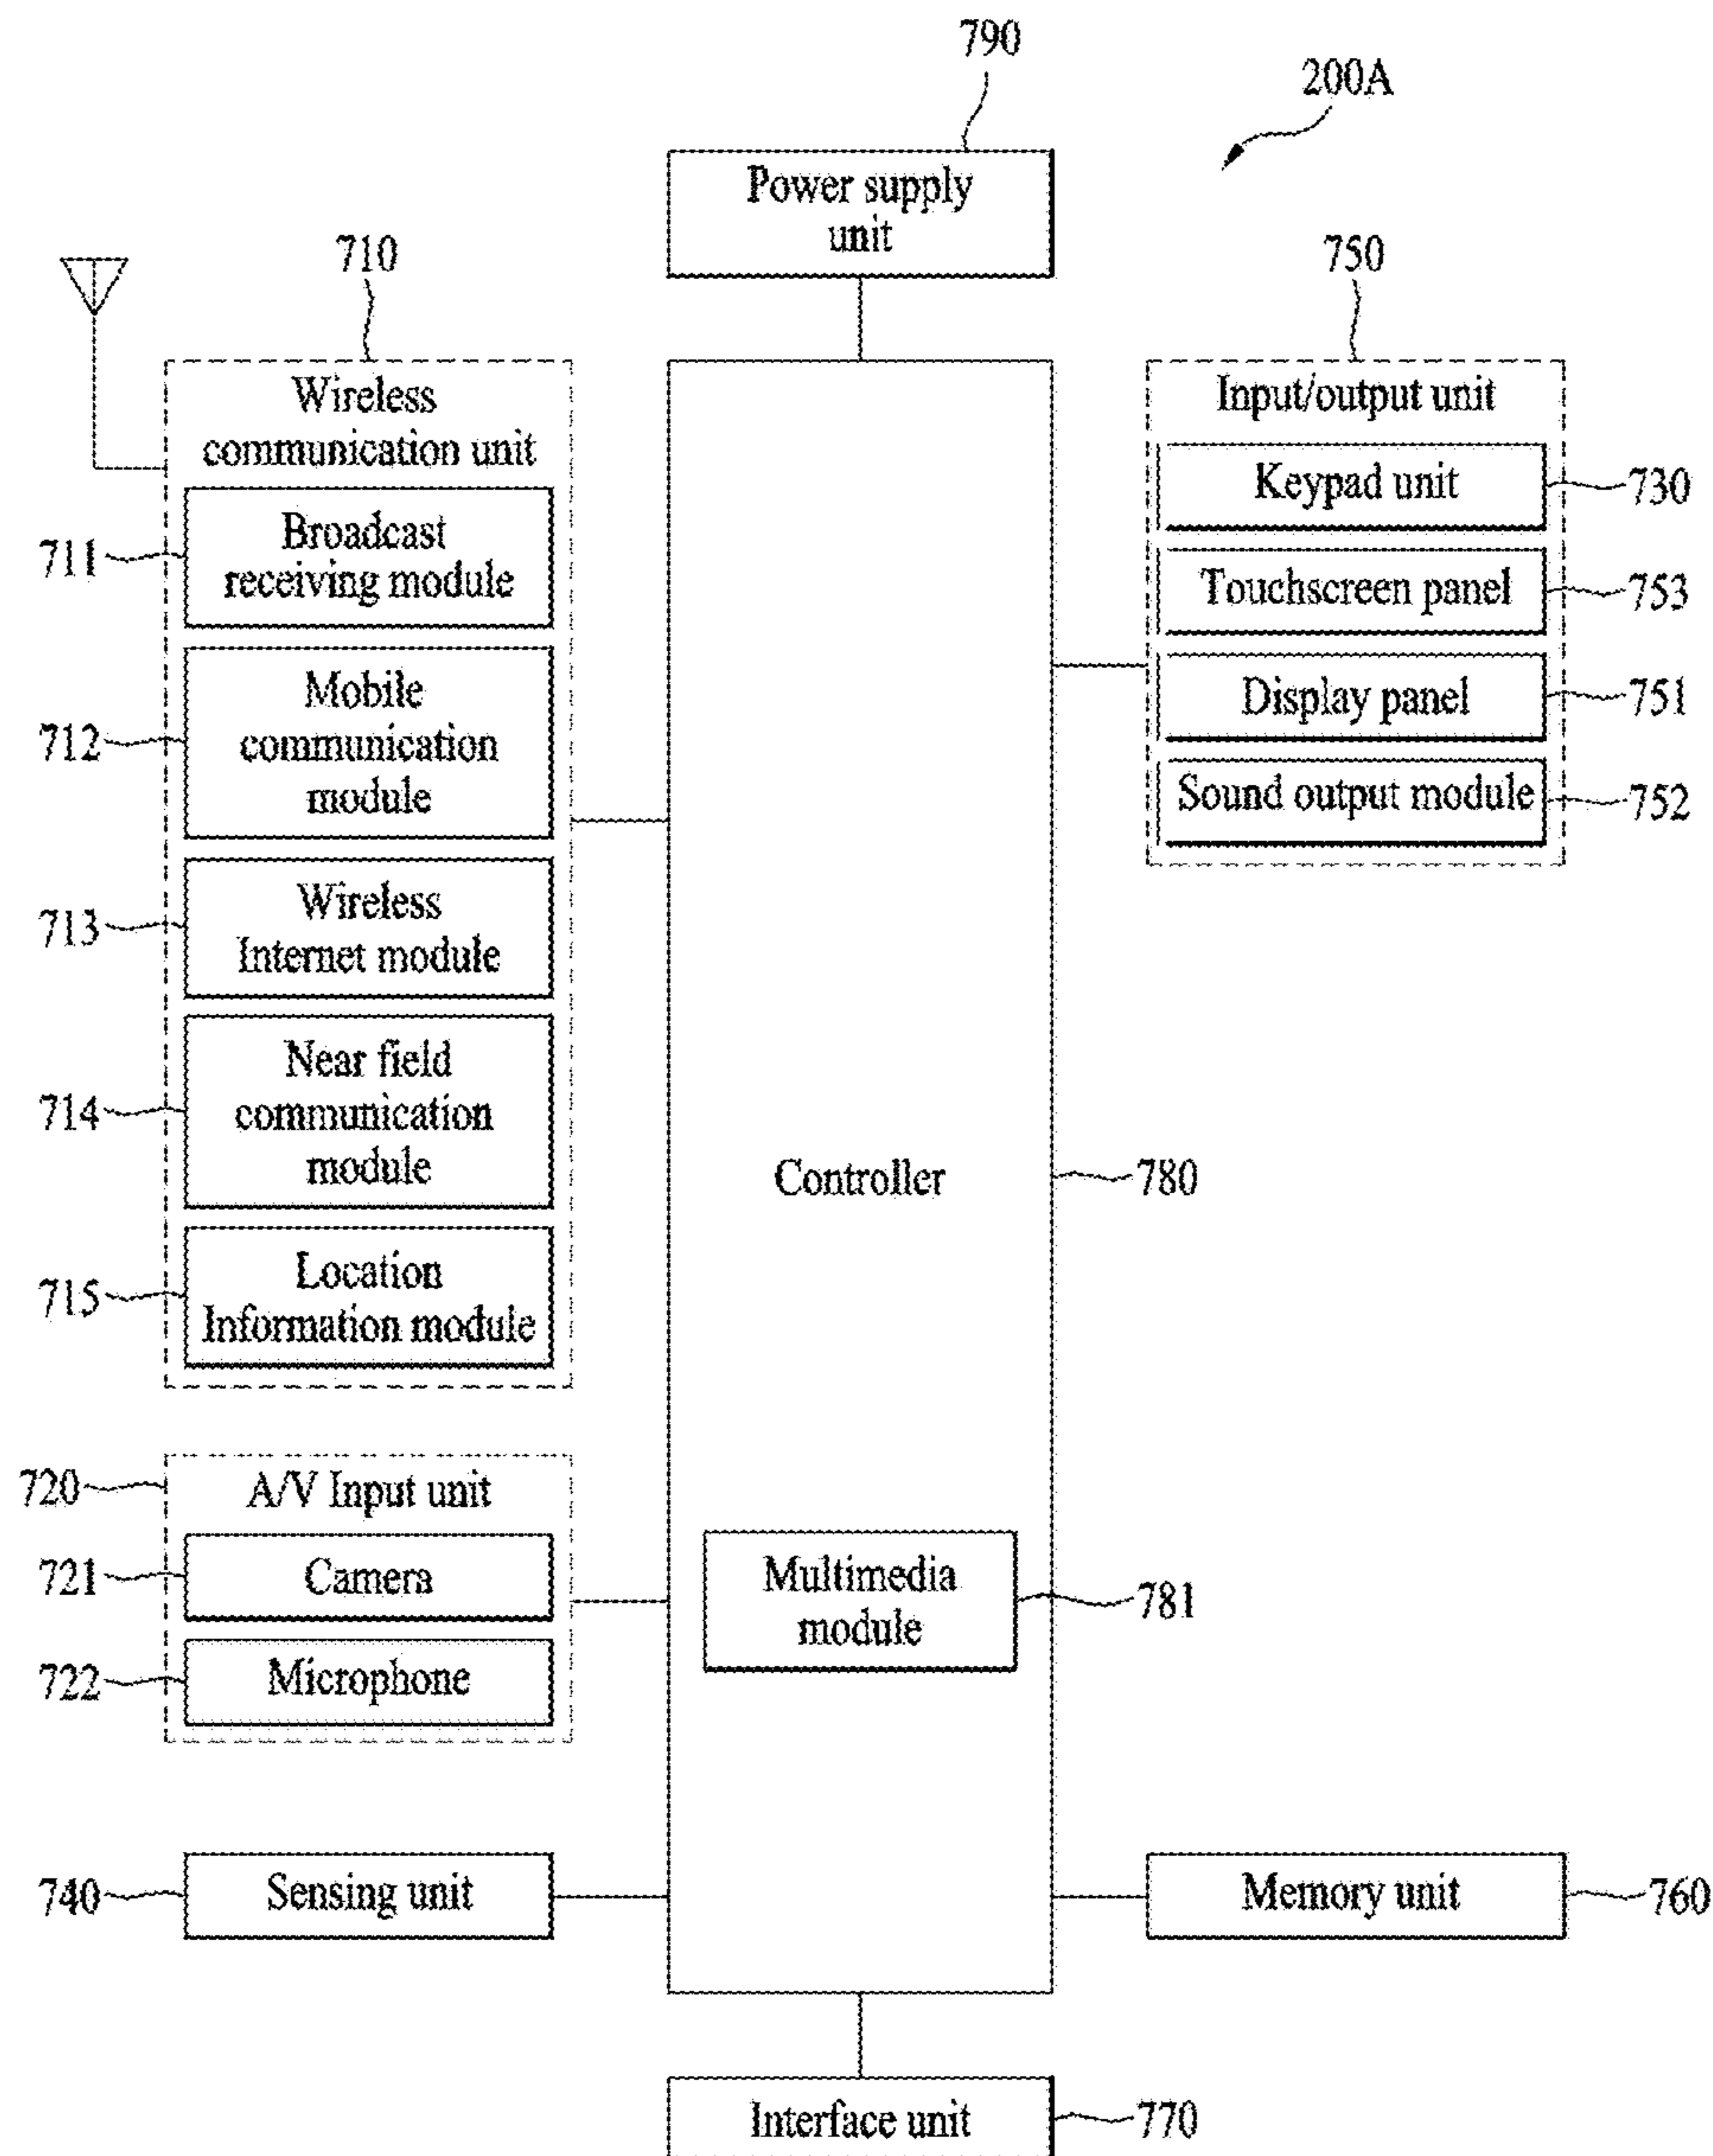 790
200A
Power supply
unit
710
Wireless
communication unit
711
Broadcast
receiving module
712
Mobile
communication
module
713
Wireless
Internet module
714
Near field
communication
module
715
Location
Information module
720
A/V Input unit
721
Camera
722
Microphone
740
Sensing unit
Controller
780
Multimedia
module
781
750
Input/output unit
Keypad unit
730
Touchscreen panel
753
Display panel
751
Sound output module
752
Memory unit
760
Interface unit
770